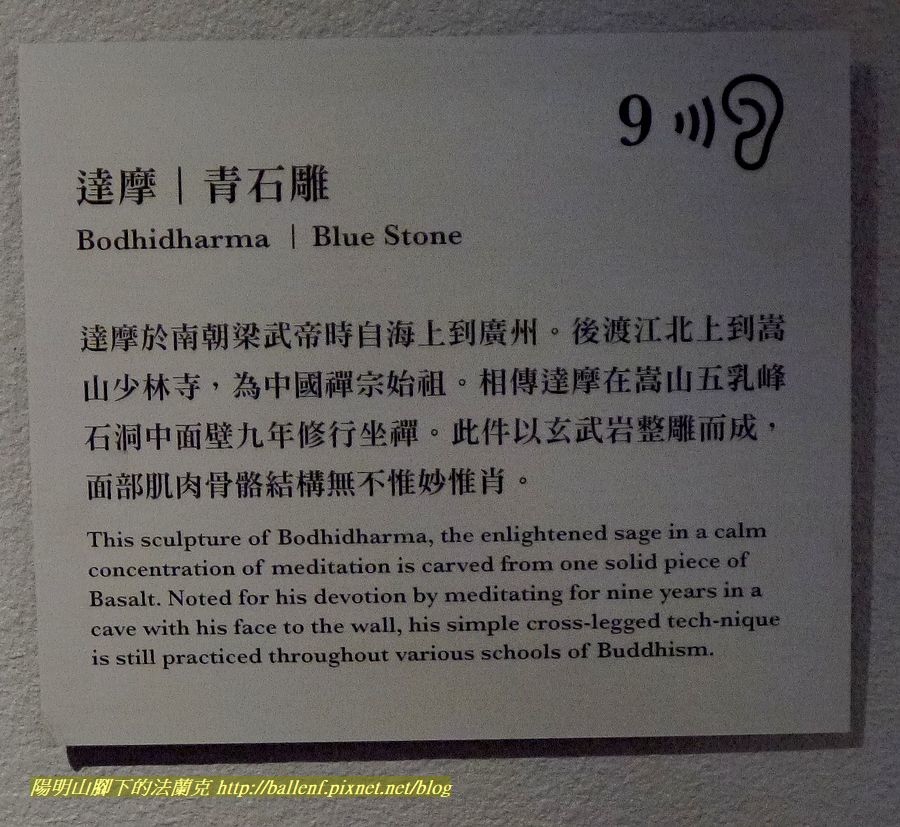 9
達摩｜青石雕
Bodhidharma | Blue Stone
達摩於南朝梁武帝時自海上到廣州。後渡江北上到嵩
山少林寺，為中國禪宗始祖。相傳達摩在嵩山五乳峰
石洞中面壁九年修行坐禪。此件以玄武岩整雕而成，
面部肌肉骨骼結構無不惟妙惟肖。
This sculpture of Bodhidharma, the enlightened sage in a calm
concentration of meditation is carved from one solid piece of
Basalt. Noted for his devotion by meditating for nine years in a
cave with his face to the wall, his simple cross-legged tech-nique
is still practiced throughout various schools of Buddhism.
陽明山腳下的法蘭克 http://ballenf.pixnet.net/blog